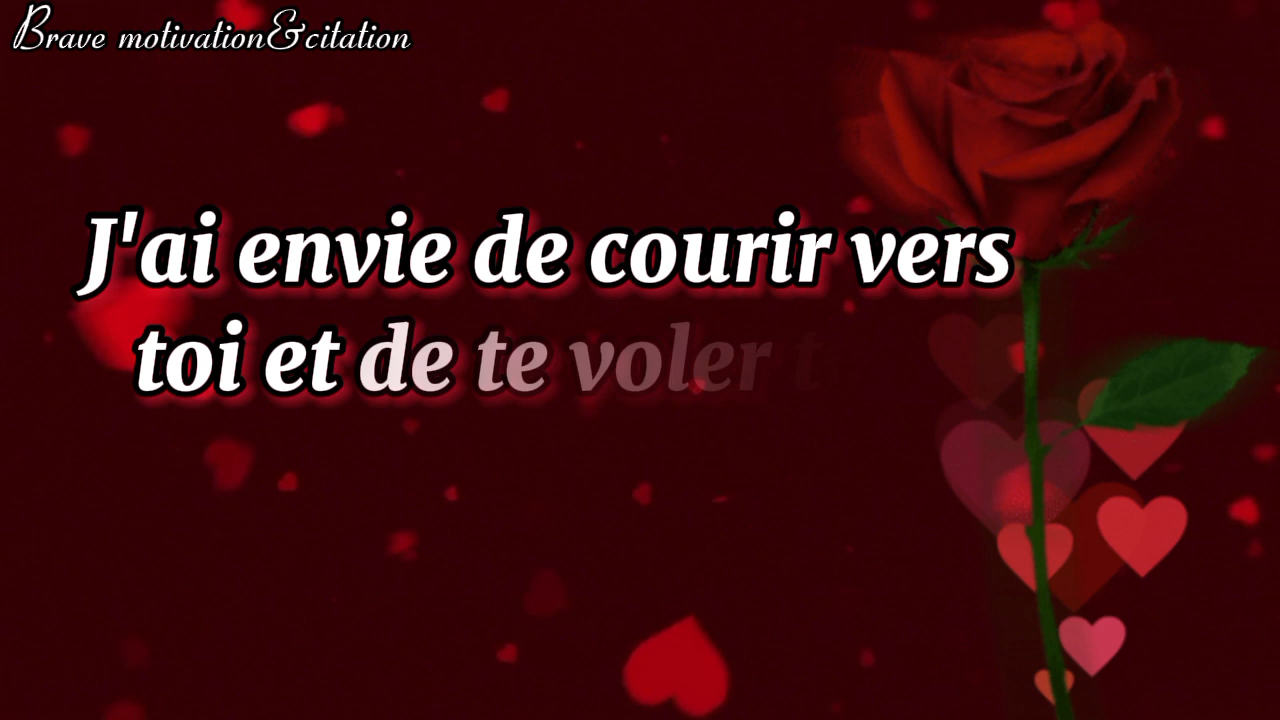 Brave motivation&citation
J'ai envie de courir vers
toi et de te voler t